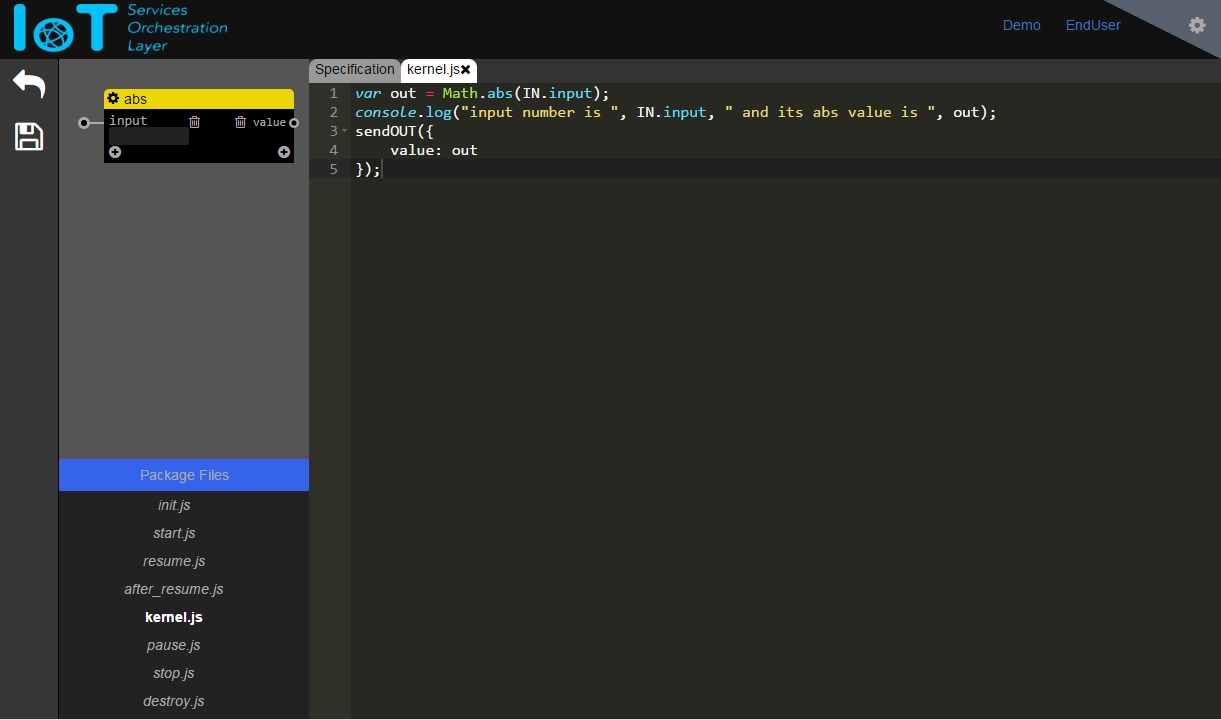 IoT Services
Orchestration
Layer
Demo EndUser
Specification kernel.js
abs
input value
1 var out = Math.abs(IN.input);
2 console.log("input number is ", IN.input, " and its abs value is ", out);
3 sendOUT({
4     value: out
5 });
Package Files
init.js
start.js
resume.js
after_resume.js
kernel.js
pause.js
stop.js
destroy.js